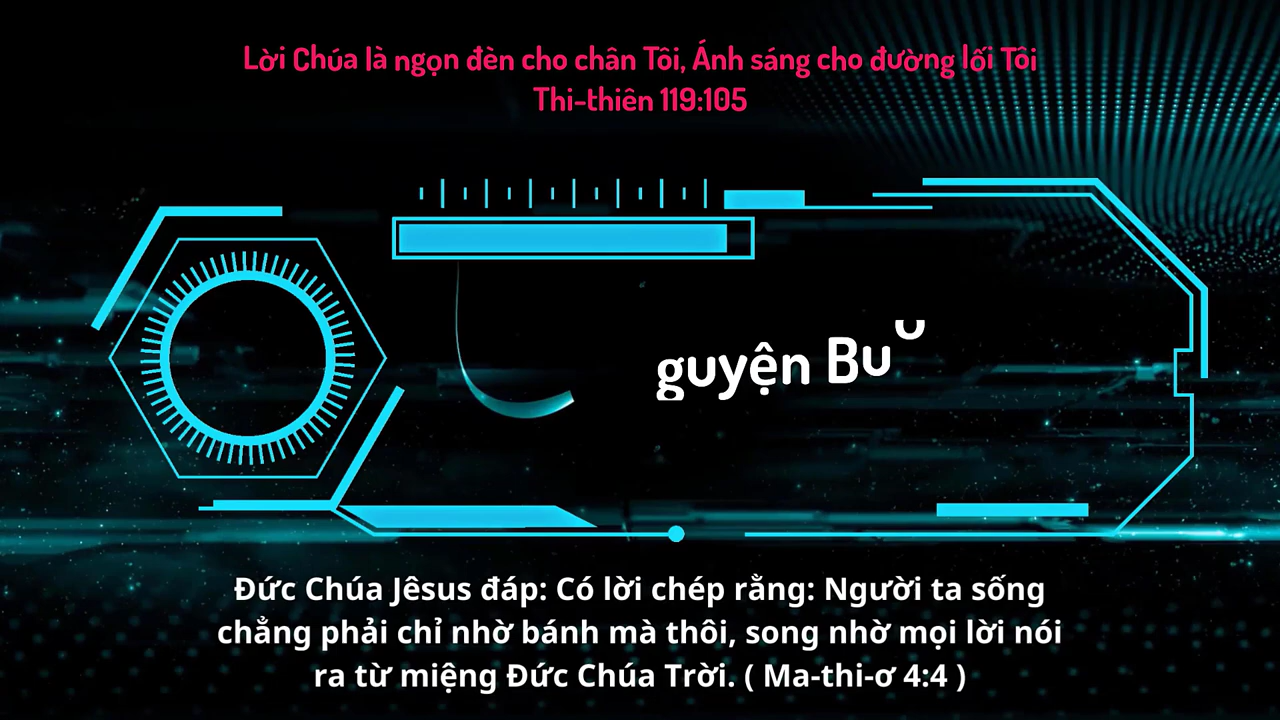 Lời Chúa là ngọn đèn cho chân Tôi, Ánh sáng cho đường lối Tôi
Thi-thiên 119:105
guyện Bu
Đức Chúa Jêsus đáp: Có lời chép rằng: Người ta sống
chẳng phải chỉ nhờ bánh mà thôi, song nhờ mọi lời nói
ra từ miệng Đức Chúa Trời. ( Ma-thi-ơ 4:4 )